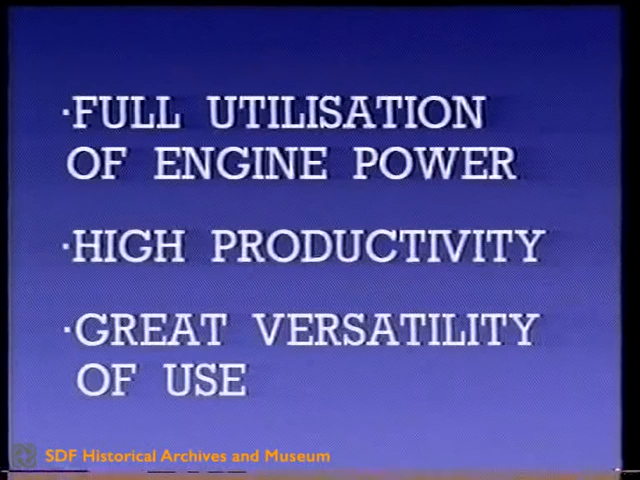 ·FULL UTILISATION
OF ENGINE POWER
·HIGH PRODUCTIVITY
·GREAT VERSATILITY
OF USE
SDF Historical Archives and Museum